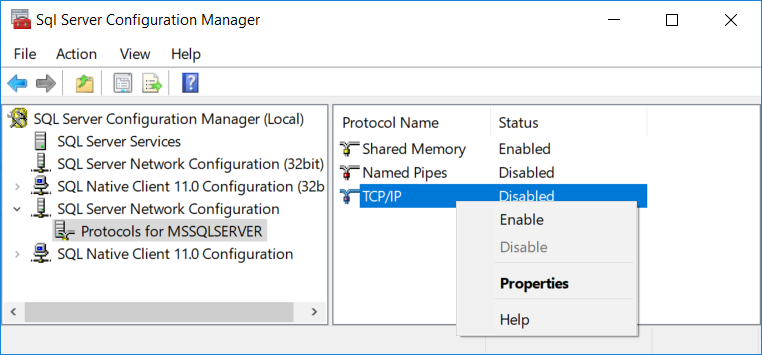 Sql Server Configuration Manager
File Action View Help
SQL Server Configuration Manager (Local)
SQL Server Services
SQL Server Network Configuration (32bit)
SQL Native Client 11.0 Configuration (32b
SQL Server Network Configuration
Protocols for MSSQLSERVER
SQL Native Client 11.0 Configuration
Protocol Name Status
Shared Memory Enabled
Named Pipes Disabled
TCP/IP Disabled
Enable
Disable
Properties
Help